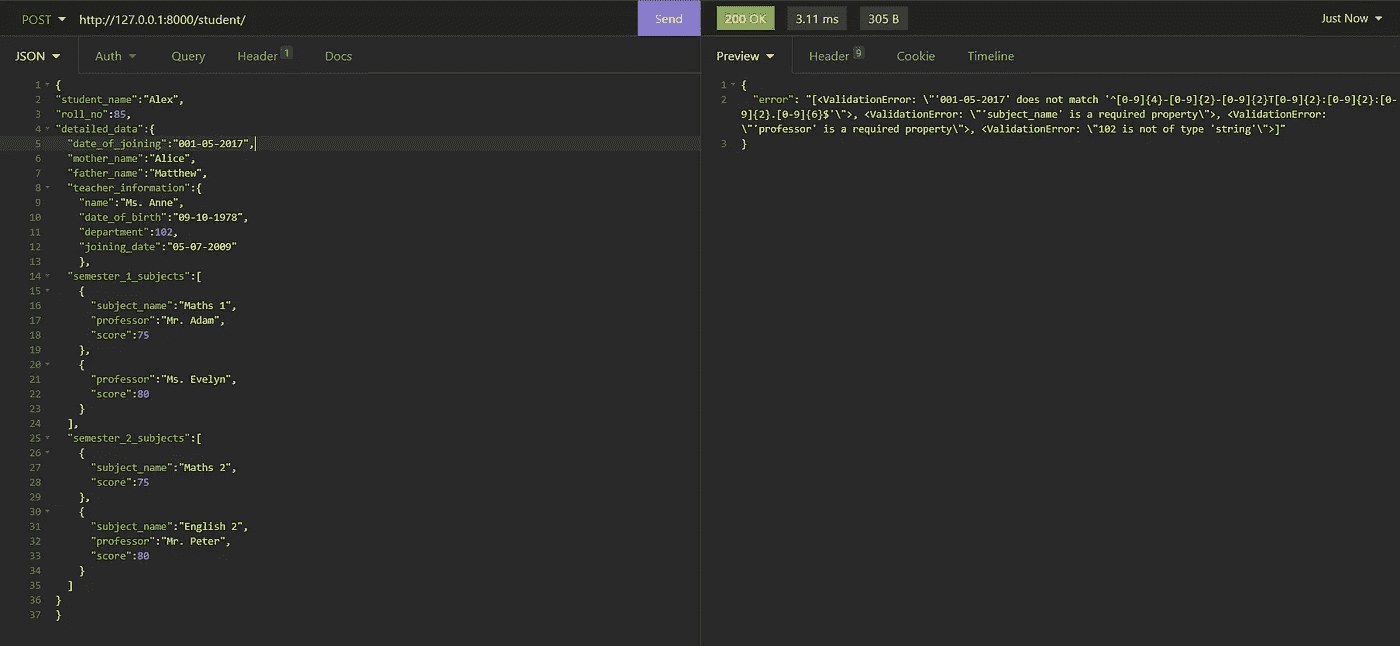 POST http://127.0.0.1:8000/student/ Send 200 OK 3.11 ms 305 B Just Now
JSON Auth Query Header 1 Docs Preview Header 9 Cookie Timeline
1 {
2 "student_name":"Alex",
3 "roll_no":85,
4 "detailed_data":{
5 "date_of_joining":"001-05-2017",
6 "mother_name":"Alice",
7 "father_name":"Matthew",
8 "teacher_information":{
9 "name":"Ms. Anne",
10 "date_of_birth":"09-10-1978",
11 "department":102,
12 "joining_date":"05-07-2009"
13 },
14 "semester_1_subjects":[
15 {
16 "subject_name":"Maths 1",
17 "professor":"Mr. Adam",
18 "score":75
19 },
20 {
21 "professor":"Ms. Evelyn",
22 "score":80
23 }
24 ],
25 "semester_2_subjects":[
26 {
27 "subject_name":"Maths 2",
28 "score":75
29 },
30 {
31 "subject_name":"English 2",
32 "professor":"Mr. Peter",
33 "score":80
34 }
35 ]
36 }
37 }
1 {
2 "error": "[<ValidationError: \"'001-05-2017' does not match '^[0-9]{4}-[0-9]{2}-[0-9]{2}T[0-9]{2}:[0-9]{2}:[0-
9]{2}.[0-9]{6}$'\">, <ValidationError: \"'subject_name' is a required property\">, <ValidationError:
\"'professor' is a required property\">, <ValidationError: \"102 is not of type 'string'\">]"
3 }